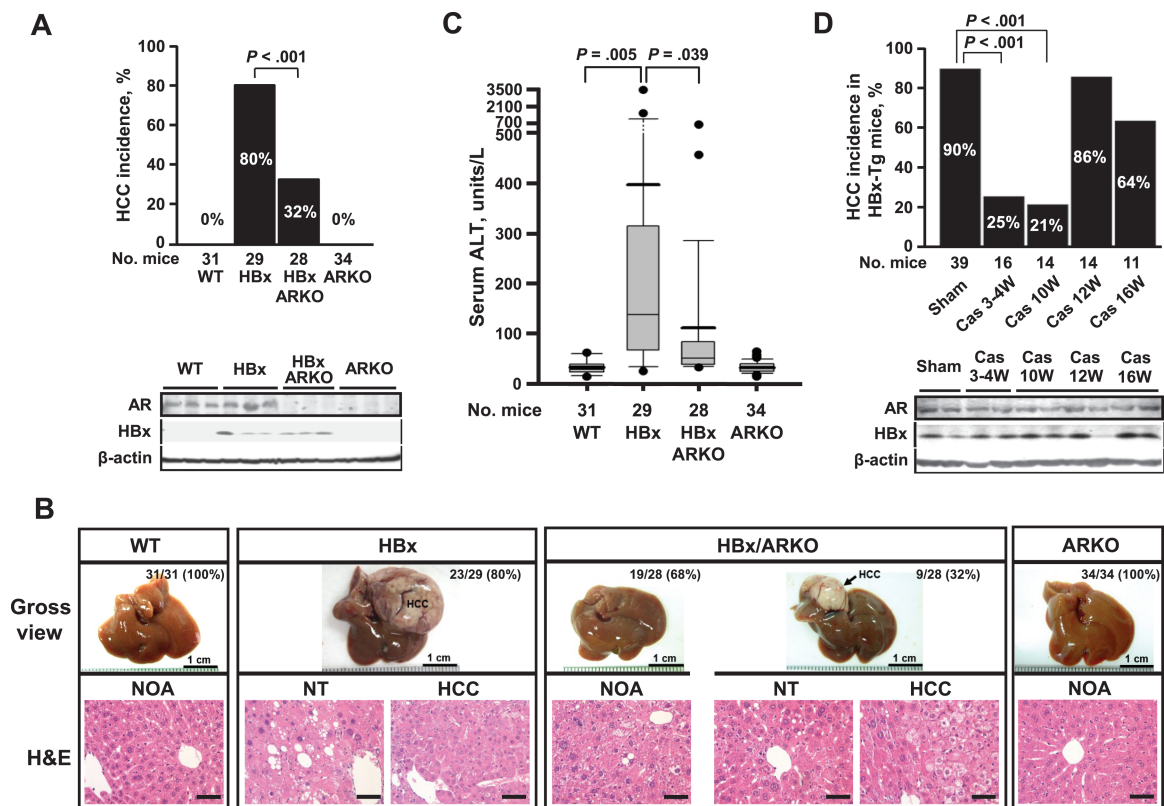 A
HCC incidence, %
100
80
60
40
20
0
P < .001
0%
80%
32%
0%
No. mice 31 29 28 34
WT HBx HBx ARKO ARKO
WT HBx HBx ARKO ARKO
AR
HBx
β-actin
C
Serum ALT, units/L
P = .005 P = .039
3500
2100
700
500
400
300
200
100
0
No. mice 31 29 28 34
WT HBx HBx ARKO ARKO
D
HCC incidence in
HBx-Tg mice, %
P < .001
P < .001
100
80
60
40
20
0
90%
25%
21%
86%
64%
No. mice 39 16 14 14 11
Sham Cas 3-4W Cas 10W Cas 12W Cas 16W
Sham Cas 3-4W Cas 10W Cas 12W Cas 16W
AR
HBx
β-actin
B
WT HBx HBx/ARKO ARKO
Gross
view
31/31 (100%) 23/29 (80%) 19/28 (68%) 9/28 (32%) 34/34 (100%)
HCC HCC
1 cm 1 cm 1 cm 1 cm 1 cm
NOA NT HCC NOA NT HCC NOA
H&E